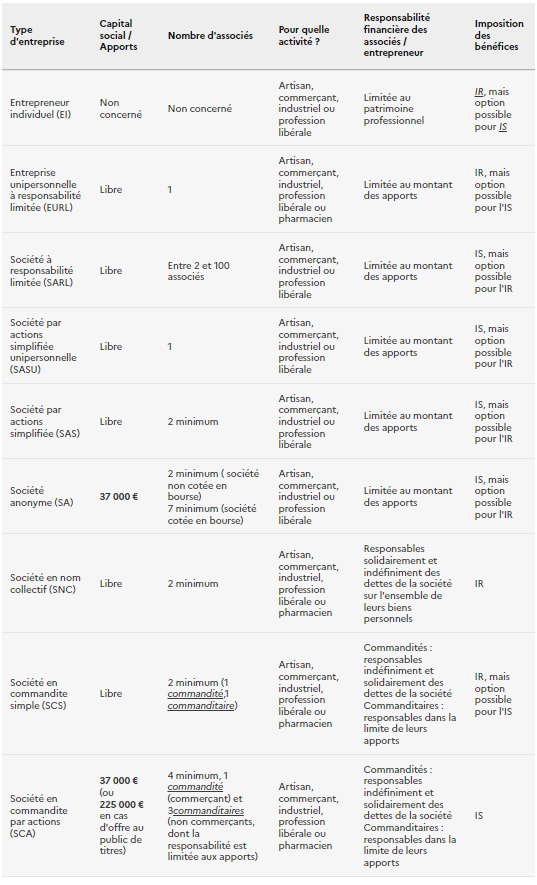 Type
d'entreprise
Capital
social /
Apports
Nombre d'associés
Pour quelle
activité ?
Responsabilité
financière des
associés /
entrepreneur
Imposition
des
bénéfices
Entrepreneur
individuel (EI)
Non
concerné
Non concerné
Artisan,
commerçant,
industriel ou
profession
libérale
Limitée au
patrimoine
professionnel
IR, mais
option
possible
pour IS
Entreprise
unipersonnelle
à responsabilité
limitée (EURL)
Libre
1
Artisan,
commerçant,
industriel,
profession
libérale ou
pharmacien
Limitée au montant
des apports
IR, mais
option
possible
pour l'IS
Société à
responsabilité
limitée (SARL)
Libre
Entre 2 et 100
associés
Artisan,
commerçant,
industriel ou
profession
libérale
Limitée au montant
des apports
IS, mais
option
possible
pour l'IR
Société par
actions
simplifiée
unipersonnelle
(SASU)
Libre
1
Artisan,
commerçant,
industriel ou
profession
libérale
Limitée au montant
des apports
IS, mais
option
possible
pour l'IR
Société par
actions
simplifiée (SAS)
Libre
2 minimum
Artisan,
commerçant,
industriel ou
profession
libérale
Limitée au montant
des apports
IS, mais
option
possible
pour l'IR
Société
anonyme (SA)
37 000 €
2 minimum ( société
non cotée en
bourse)
7 minimum (société
cotée en bourse)
Artisan,
commerçant,
industriel ou
profession
libérale
Limitée au montant
des apports
IS, mais
option
possible
pour l'IR
Société en nom
collectif (SNC)
Libre
2 minimum
Artisan,
commerçant,
industriel,
profession
libérale ou
pharmacien
Responsables
solidairement et
indéfiniment des
dettes de la société
sur l'ensemble de
leurs biens
personnels
IR
Société en
commandite
simple (SCS)
Libre
2 minimum (1
commandité,1
commanditaire)
Artisan,
commerçant,
industriel,
profession
libérale ou
pharmacien
Commandités :
responsables
indéfiniment et
solidairement des
dettes de la société
Commanditaires :
responsables dans la
limite de leurs
apports
IR, mais
option
possible
pour l'IS
Société en
commandite
par actions
(SCA)
37 000 €
(ou
225 000 €
en cas
d'offre au
public de
titres)
4 minimum, 1
commandité
(commerçant) et
3commanditaires
(non commerçants,
dont la
responsabilité est
limitée aux apports)
Artisan,
commerçant,
industriel,
profession
libérale ou
pharmacien
Commandités :
responsables
indéfiniment et
solidairement des
dettes de la société
Commanditaires :
responsables dans la
limite de leurs
apports
IS